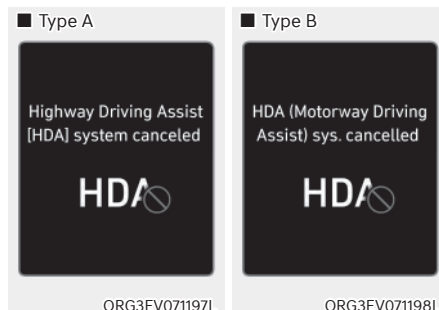 ■ Type A
Highway Driving Assist
[HDA] system canceled
HDA
ORG3EV071197L
■ Type B
HDA (Motorway Driving
Assist) sys. cancelled
HDA
ORG3EV071198L